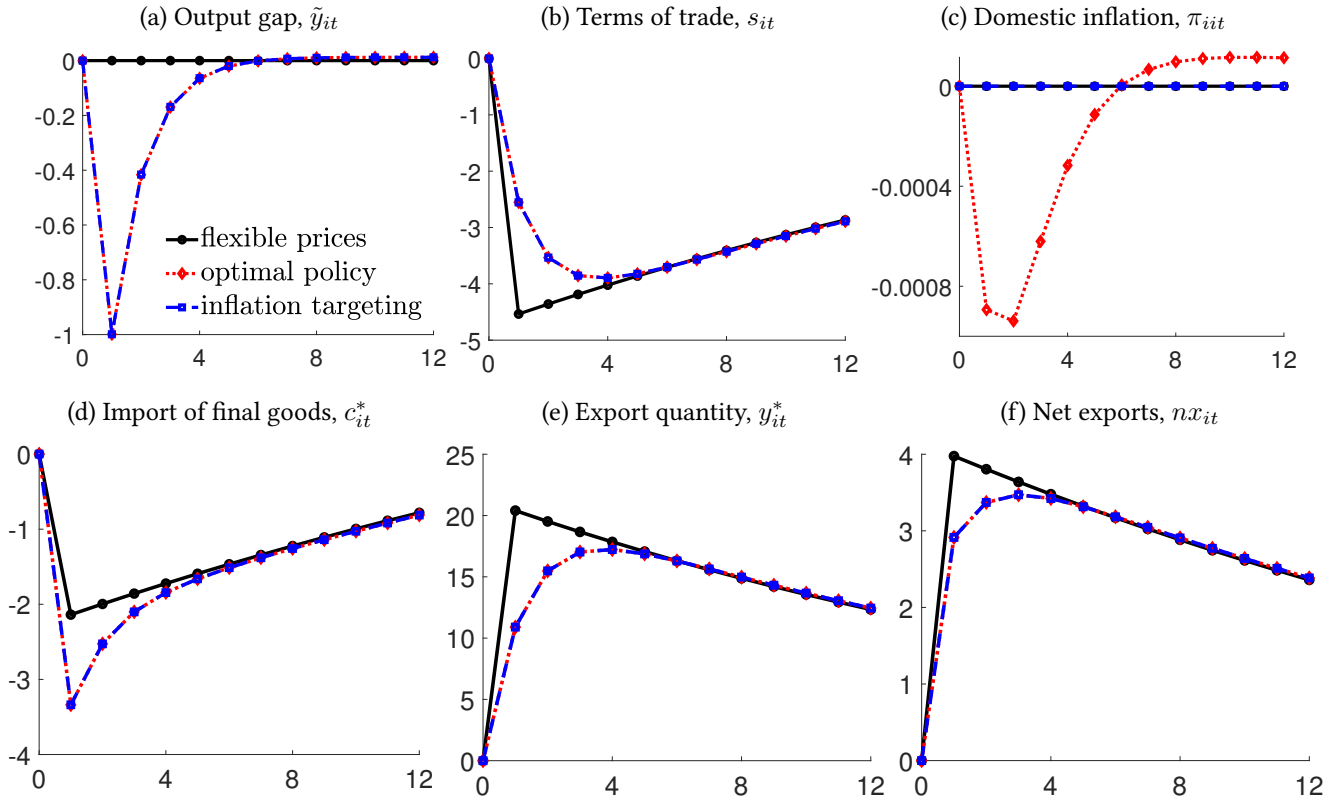 (a) Output gap, ỹ_it
(b) Terms of trade, s_it
(c) Domestic inflation, π_iit
0
-0.2
-0.4
-0.6
-0.8
-1
0 4 8 12
flexible prices
optimal policy
inflation targeting
0
-1
-2
-3
-4
-5
0 4 8 12
0
-0.0004
-0.0008
0 4 8 12
(d) Import of final goods, c*_it
(e) Export quantity, y*_it
(f) Net exports, nx_it
0
-1
-2
-3
-4
0 4 8 12
25
20
15
10
5
0
0 4 8 12
4
3
2
1
0
0 4 8 12